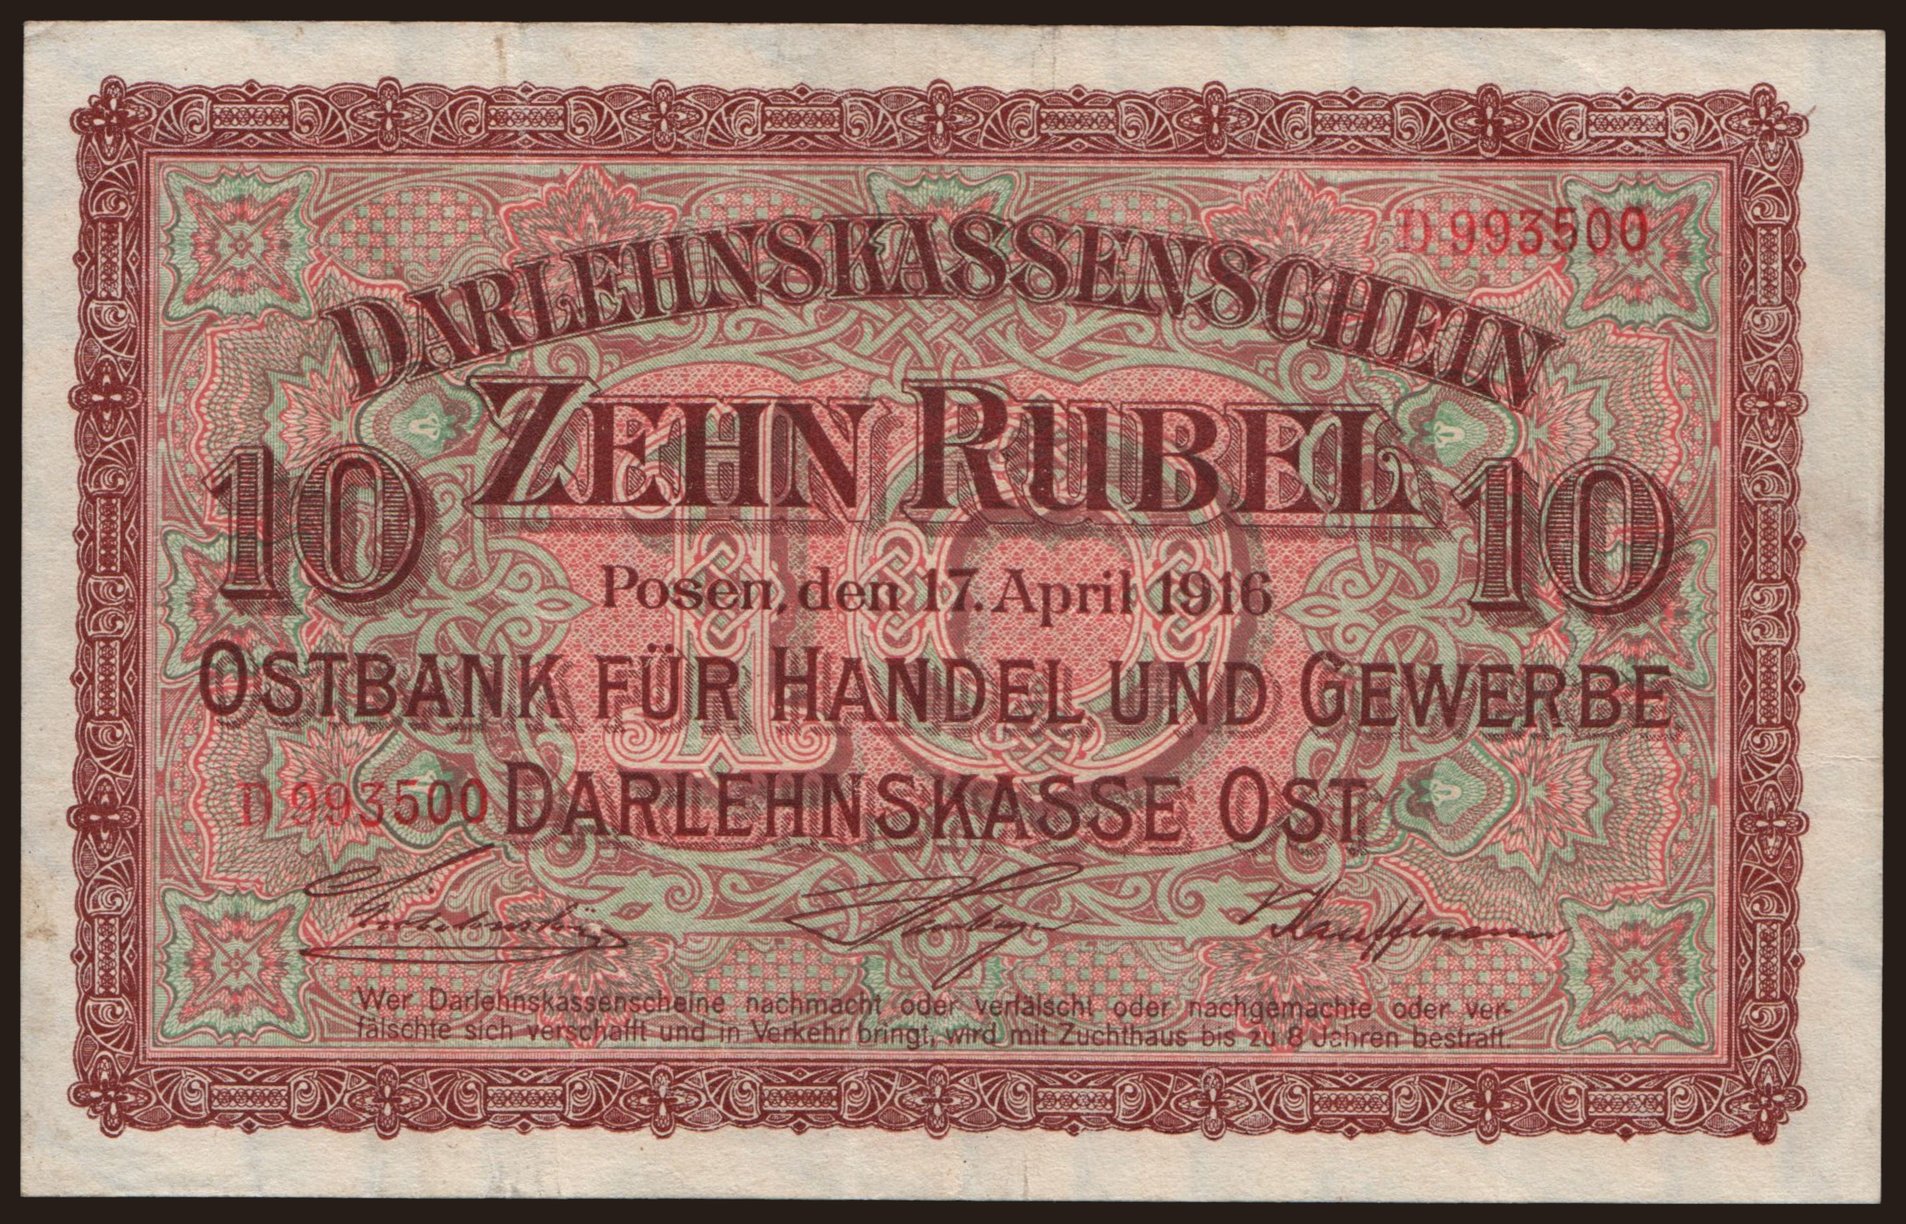 D.993500
DARLEHNSKASSENSCHEIN
ZEHN RUBEL
10 10
10
Posen, den 17. April 1916
OSTBANK FÜR HANDEL UND GEWERBE
D.993500 DARLEHNSKASSE OST
Kauffmann
Wer Darlehnskassenscheine nachmacht oder verfälscht oder nachgemachte oder ver-
fälschte sich verschafft und in Verkehr bringt, wird mit Zuchthaus bis zu 8 Jahren bestraft.